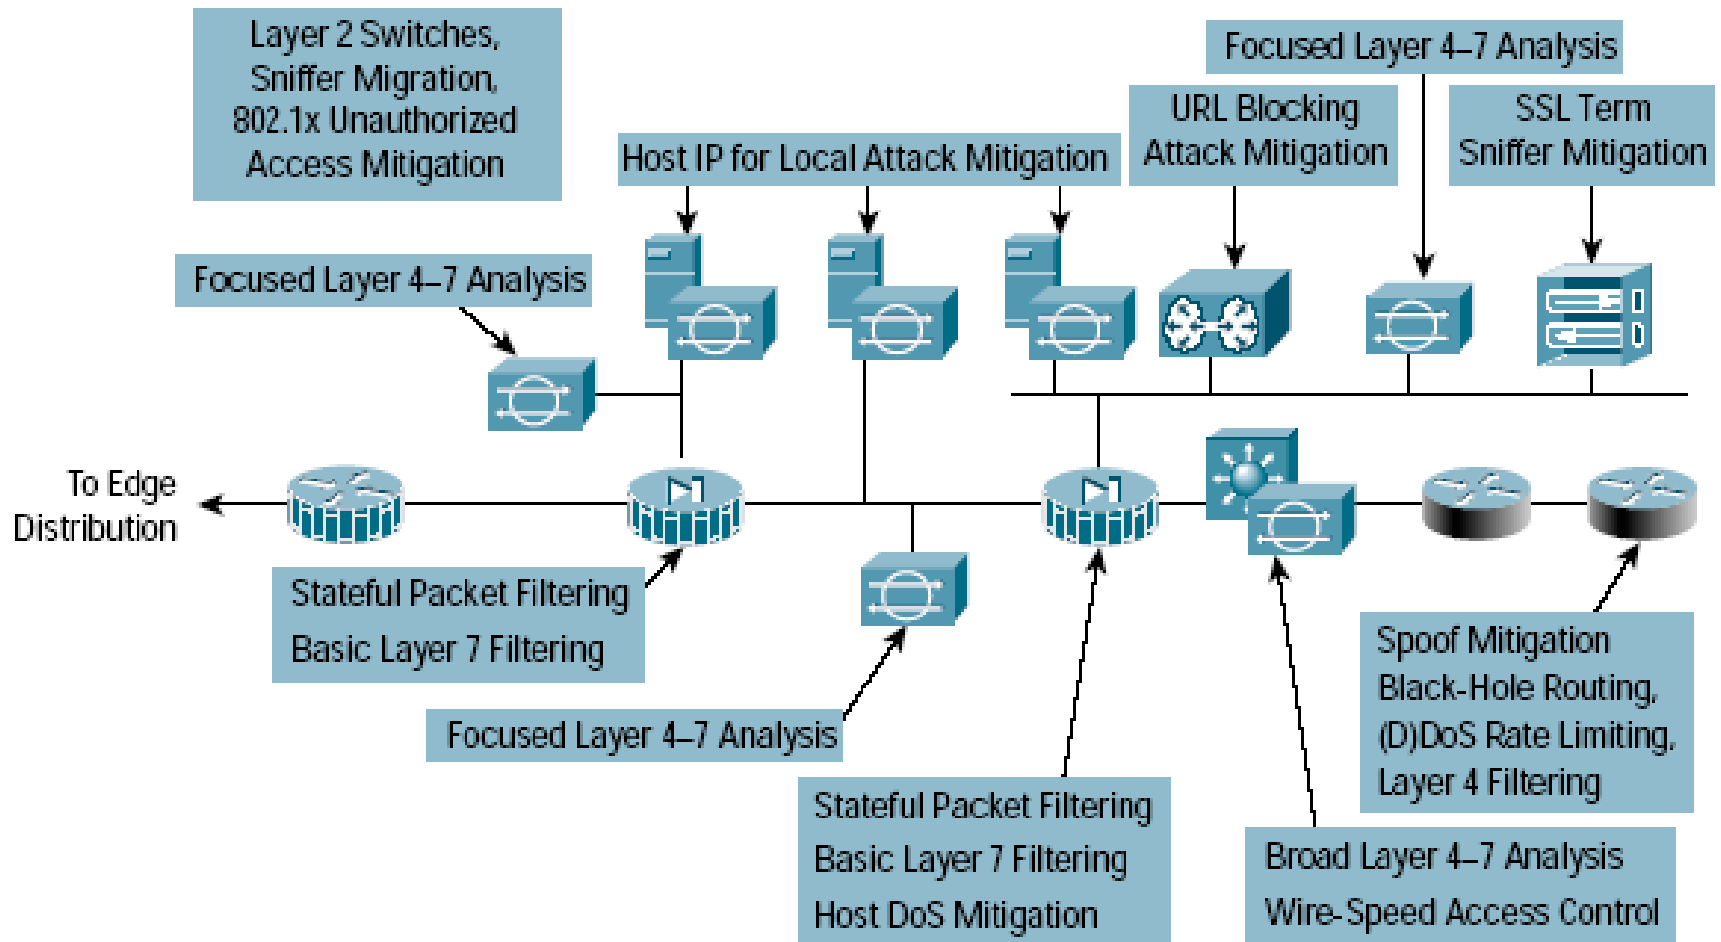 Layer 2 Switches,
Sniffer Migration,
802.1x Unauthorized
Access Mitigation
Focused Layer 4–7 Analysis
URL Blocking
Attack Mitigation
SSL Term
Sniffer Mitigation
Host IP for Local Attack Mitigation
Focused Layer 4–7 Analysis
To Edge
Distribution
Stateful Packet Filtering
Basic Layer 7 Filtering
Focused Layer 4–7 Analysis
Stateful Packet Filtering
Basic Layer 7 Filtering
Host DoS Mitigation
Spoof Mitigation
Black-Hole Routing,
(D)DoS Rate Limiting,
Layer 4 Filtering
Broad Layer 4–7 Analysis
Wire-Speed Access Control